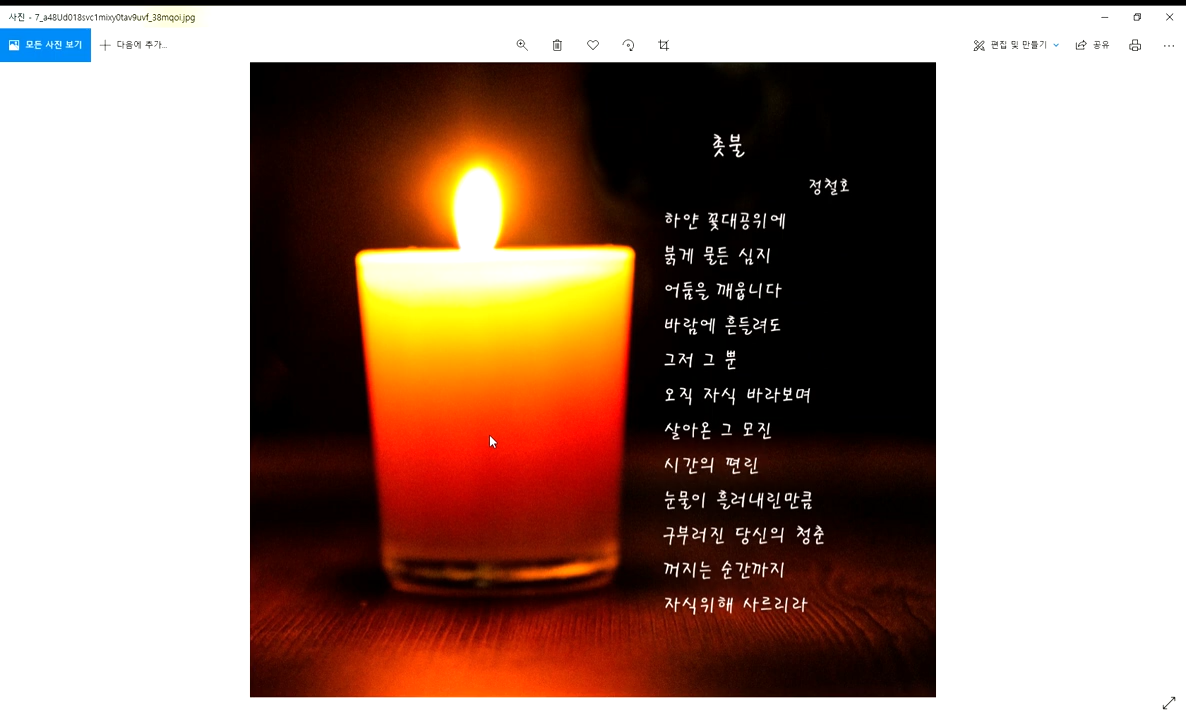 사진 - 7_a48Ud018svc1mixy0tav9uvf_38mqoi.jpg
모든 사진 보기
다음에 추가...
편집 및 만들기
공유
촛불
정철호
하얀 꽃대공위에
붉게 물든 심지
어둠을 깨웁니다
바람에 흔들려도
그저 그 뿐
오직 자식 바라보며
살아온 그 모진
시간의 편린
눈물이 흘러내린만큼
구부러진 당신의 청춘
꺼지는 순간까지
자식위해 사르리라